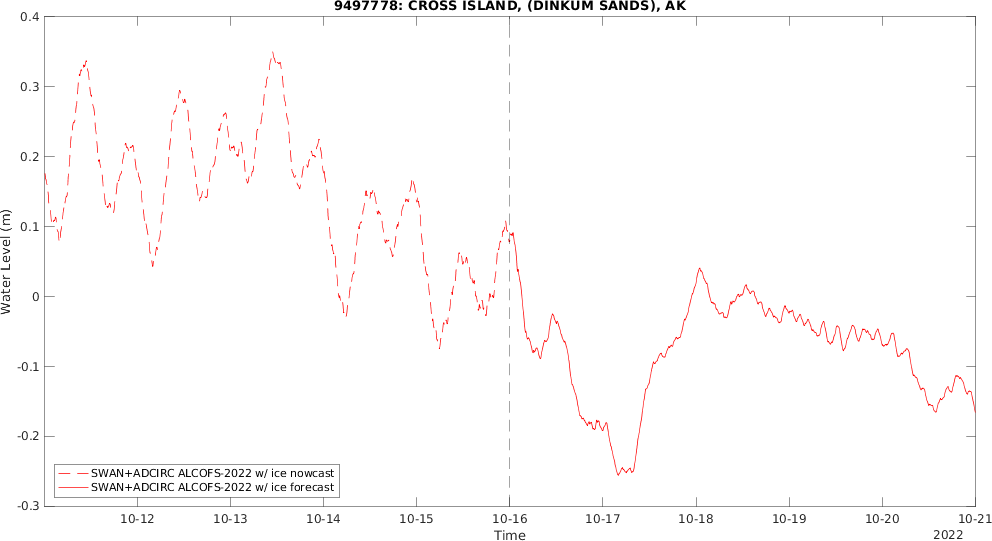 9497778: CROSS ISLAND, (DINKUM SANDS), AK
0.4
0.3
0.2
0.1
0
-0.1
-0.2
-0.3
Water Level (m)
SWAN+ADCIRC ALCOFS-2022 w/ ice nowcast
SWAN+ADCIRC ALCOFS-2022 w/ ice forecast
10-12 10-13 10-14 10-15 10-16 10-17 10-18 10-19 10-20 10-21
Time
2022